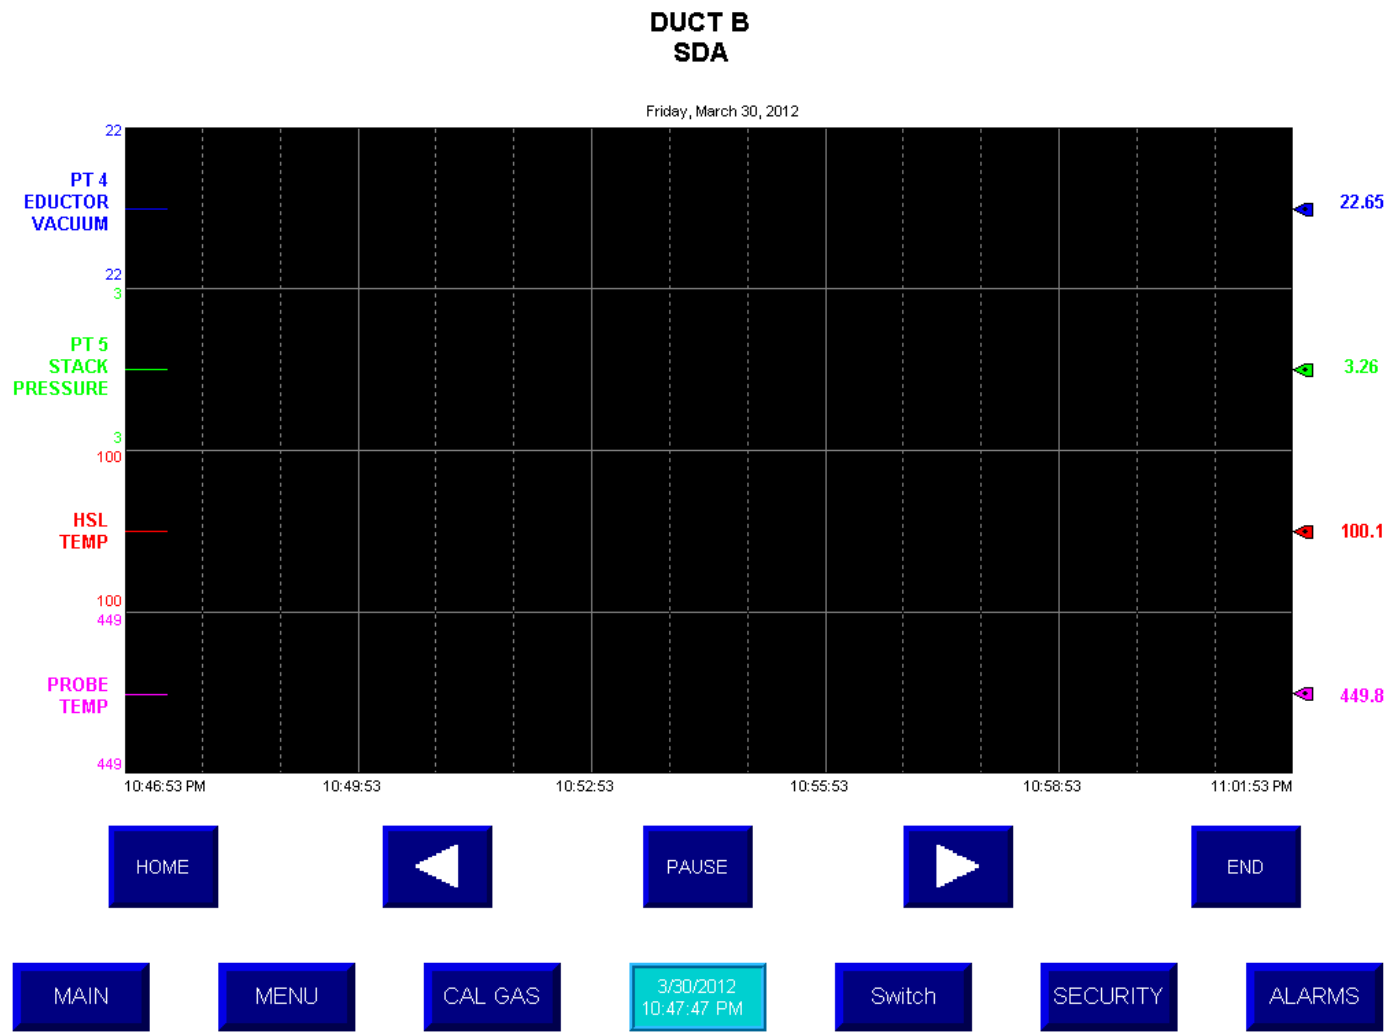 DUCT B
SDA
Friday, March 30, 2012
22
PT 4
EDUCTOR
VACUUM
22.65
22
3
PT 5
STACK
PRESSURE
3.26
3
100
HSL
TEMP
100.1
100
449
PROBE
TEMP
449.8
449
10:46:53 PM 10:49:53 10:52:53 10:55:53 10:58:53 11:01:53 PM
HOME PAUSE END
MAIN MENU CAL GAS 3/30/2012 Switch SECURITY ALARMS
10:47:47 PM